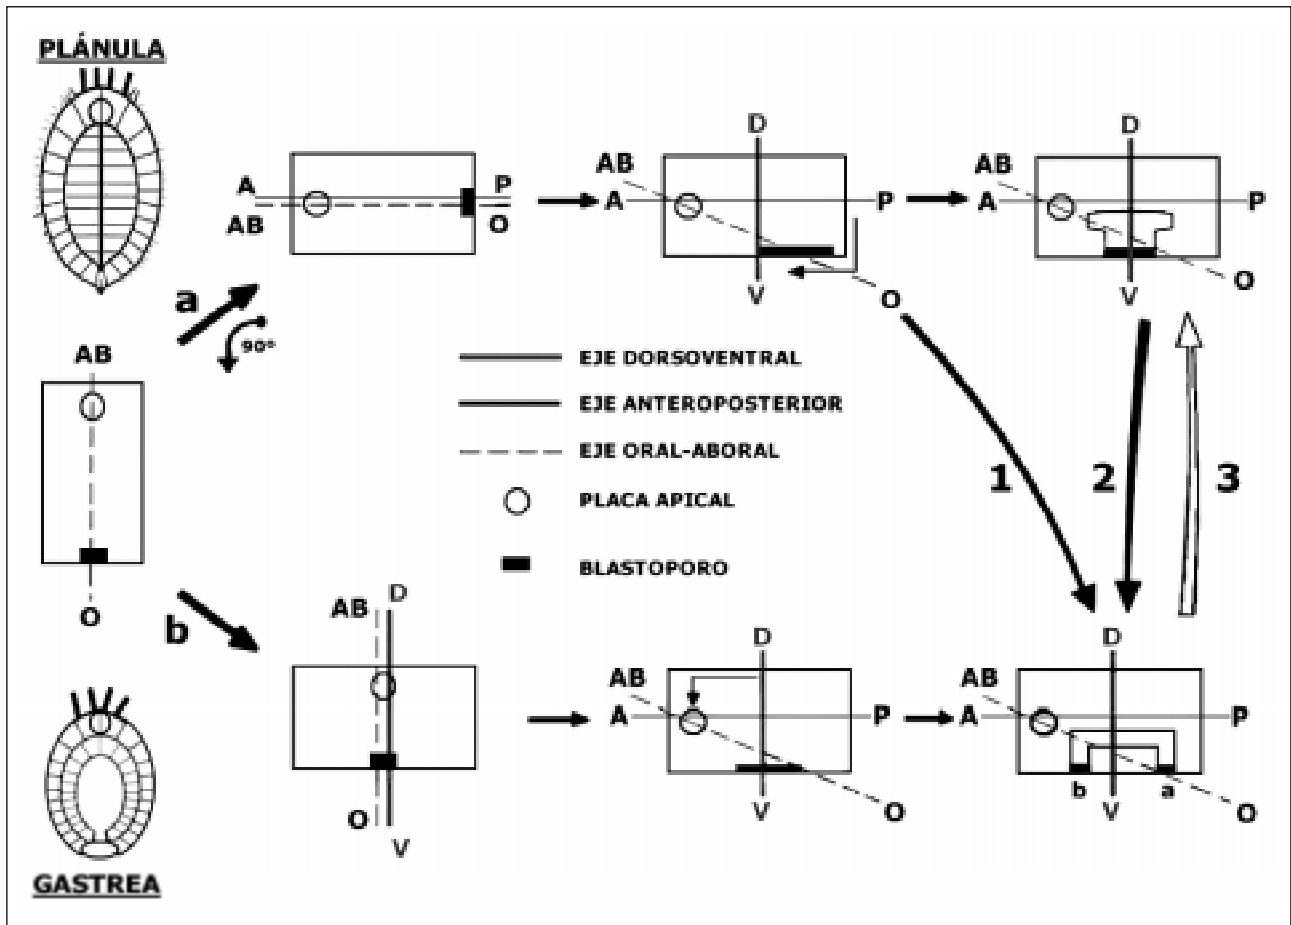 PLÁNULA
AB
O
a
90°
A
AB
P
O
D
AB
A
P
V
O
D
AB
A
P
V
O
EJE DORSOVENTRAL
EJE ANTEROPOSTERIOR
EJE ORAL-ABORAL
PLACA APICAL
BLASTOPORO
1
2
3
b
AB
D
O
V
D
AB
A
P
V
O
D
AB
A
P
b
a
V
O
GASTREA